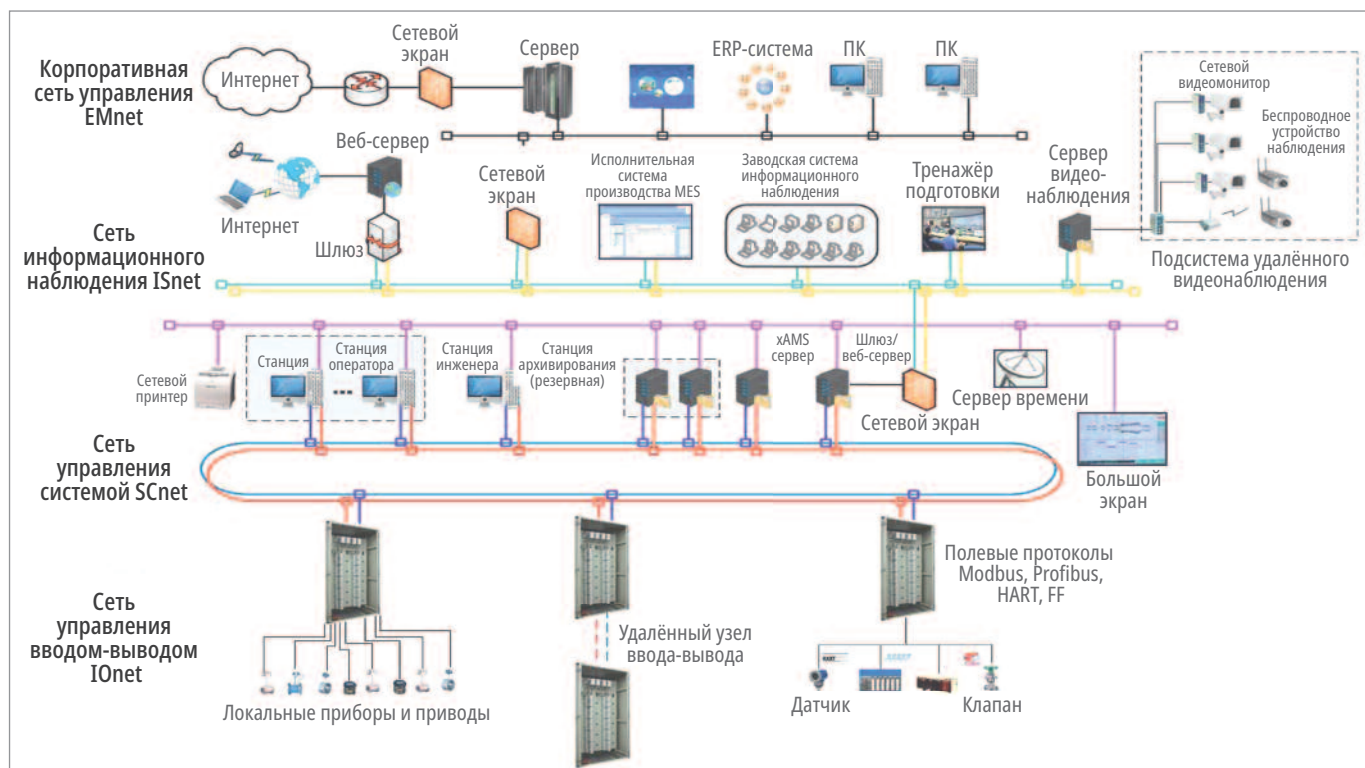 Корпоративная
сеть управления
EMnet
Интернет
Сетевой
экран
Сервер
ERP-система
ПК
ПК
Сетевой
видеомонитор
Беспроводное
устройство
наблюдения
Веб-сервер
Интернет
Шлюз
Сетевой
экран
Исполнительная
система
производства MES
Заводская система
информационного
наблюдения
Тренажёр
подготовки
Сервер
видео-
наблюдения
Подсистема удалённого
видеонаблюдения
Сеть
информационного
наблюдения ISnet
Сетевой
принтер
Станция
Станция
оператора
Станция
инженера
Станция
архивирования
(резервная)
xAMS
сервер
Шлюз/
веб-сервер
Сетевой экран
Сервер времени
Большой
экран
Сеть
управления
системой SCnet
Полевые протоколы
Modbus, Profibus,
HART, FF
Сеть
управления
вводом-выводом
IOnet
Удалённый узел
ввода-вывода
Локальные приборы и приводы
HART
Датчик
Клапан